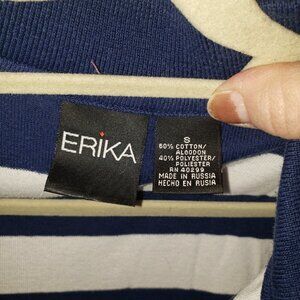 ERIKA
S
60% COTTON/
ALGODON
40% POLYESTER/
POLIESTER
RN 40299
MADE IN RUSSIA
HECHO EN RUSIA